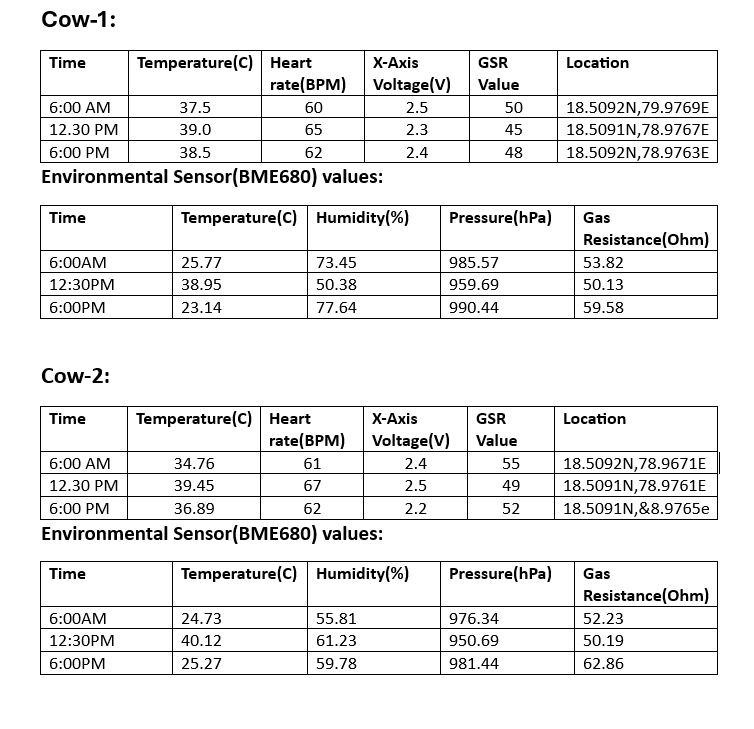 Cow-1:
Time Temperature(C) Heart rate(BPM) X-Axis Voltage(V) GSR Value Location
6:00 AM 37.5 60 2.5 50 18.5092N,79.9769E
12.30 PM 39.0 65 2.3 45 18.5091N,78.9767E
6:00 PM 38.5 62 2.4 48 18.5092N,78.9763E
Environmental Sensor(BME680) values:
Time Temperature(C) Humidity(%) Pressure(hPa) Gas Resistance(Ohm)
6:00AM 25.77 73.45 985.57 53.82
12:30PM 38.95 50.38 959.69 50.13
6:00PM 23.14 77.64 990.44 59.58
Cow-2:
Time Temperature(C) Heart rate(BPM) X-Axis Voltage(V) GSR Value Location
6:00 AM 34.76 61 2.4 55 18.5092N,78.9671E
12.30 PM 39.45 67 2.5 49 18.5091N,78.9761E
6:00 PM 36.89 62 2.2 52 18.5091N,&8.9765e
Environmental Sensor(BME680) values:
Time Temperature(C) Humidity(%) Pressure(hPa) Gas Resistance(Ohm)
6:00AM 24.73 55.81 976.34 52.23
12:30PM 40.12 61.23 950.69 50.19
6:00PM 25.27 59.78 981.44 62.86